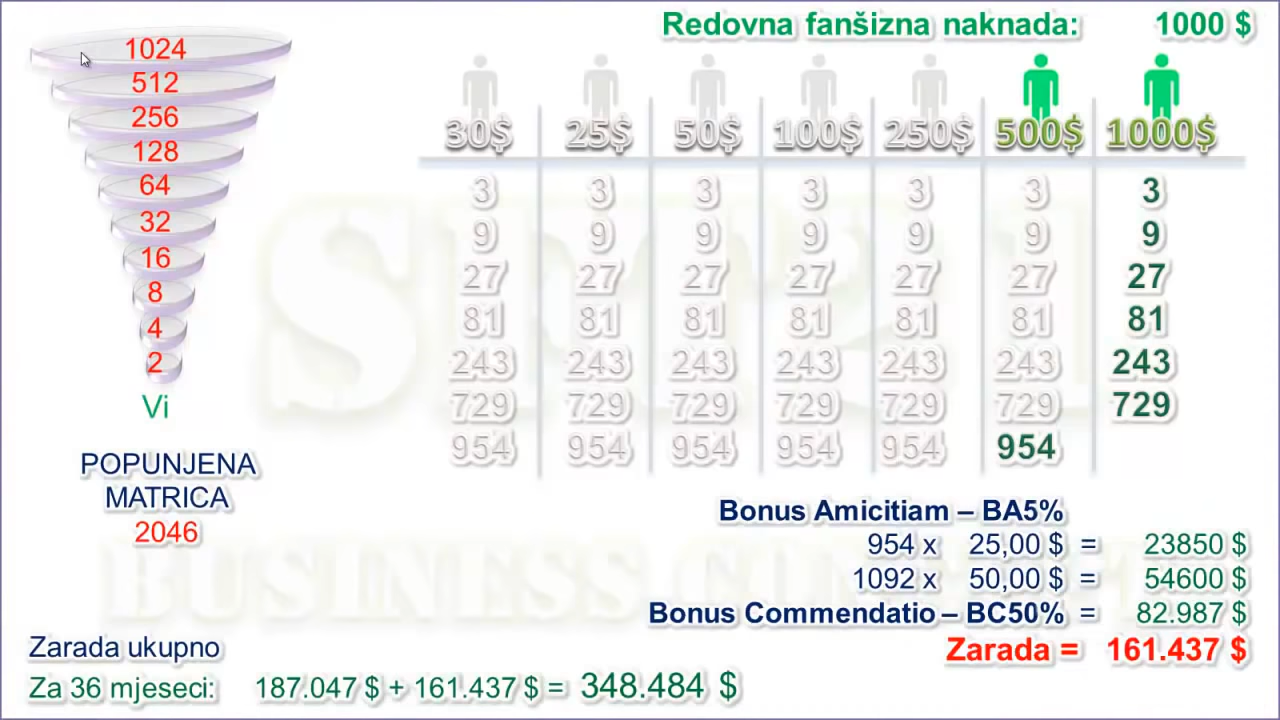 Redovna fanšizna naknada: 1000 $
1024
512
256
128
64
32
16
8
4
2
Vi
POPUNJENA
MATRICA
2046
30$ 25$ 50$ 100$ 250$ 500$ 1000$
3 3 3 3 3 3 3
9 9 9 9 9 9 9
27 27 27 27 27 27 27
81 81 81 81 81 81 81
243 243 243 243 243 243 243
729 729 729 729 729 729 729
954 954 954 954 954 954
Bonus Amicitiam – BA5%
954 x 25,00 $ = 23850 $
1092 x 50,00 $ = 54600 $
Bonus Commendatio – BC50% = 82.987 $
Zarada = 161.437 $
Zarada ukupno
Za 36 mjeseci: 187.047 $ + 161.437 $ = 348.484 $